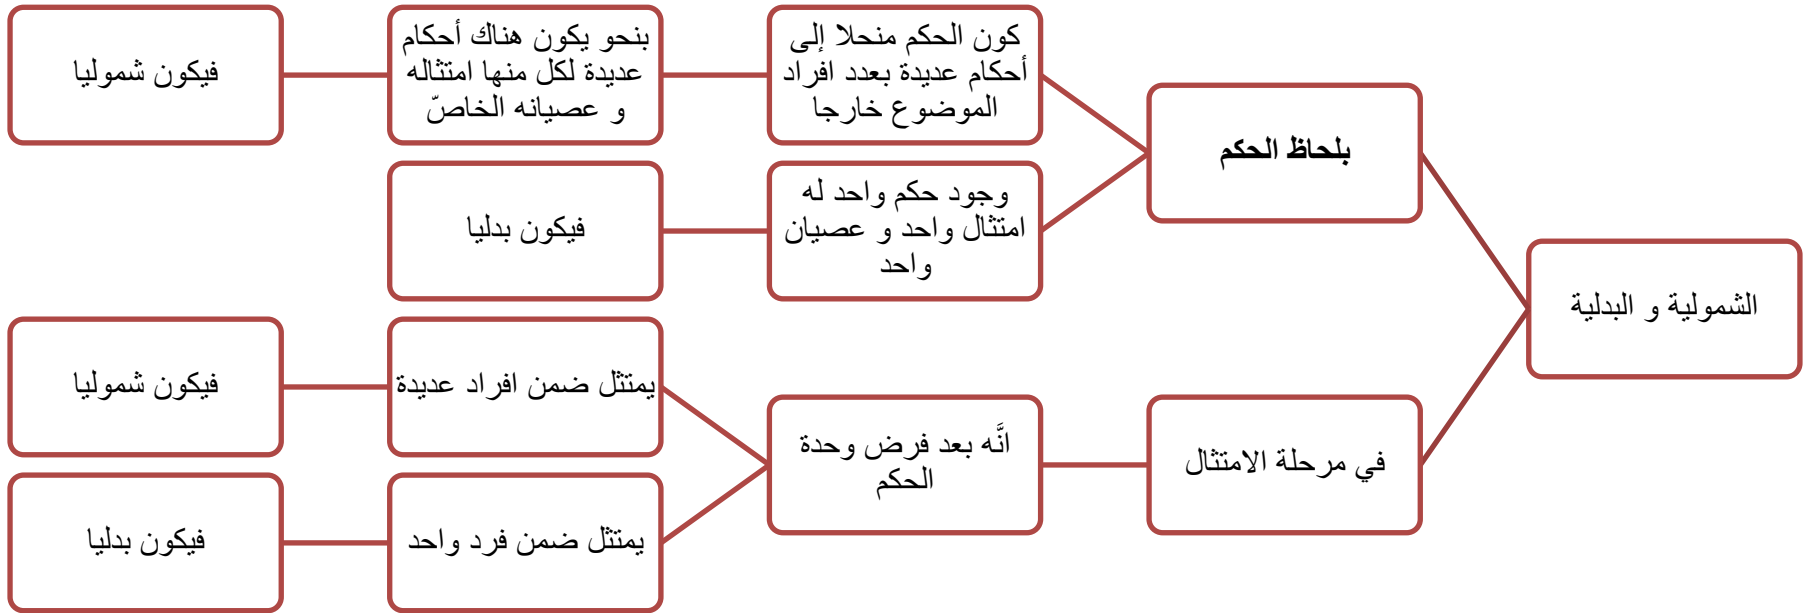 الشمولية و البدلية
بلحاظ الحكم
كون الحكم منحلا إلى
أحكام عديدة بعدد افراد
الموضوع خارجا
بنحو يكون هناك أحكام
عديدة لكل منها امتثاله
و عصيانه الخاصّ
فيكون شموليا
وجود حكم واحد له
امتثال واحد و عصيان
واحد
فيكون بدليا
في مرحلة الامتثال
انَّه بعد فرض وحدة
الحكم
يمتثل ضمن افراد عديدة
فيكون شموليا
يمتثل ضمن فرد واحد
فيكون بدليا